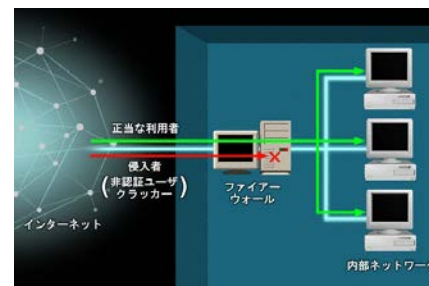 正当な利用者
侵入者
(非認証ユーザ
クラッカー)
インターネット
ファイアー
ウォール
内部ネットワーク